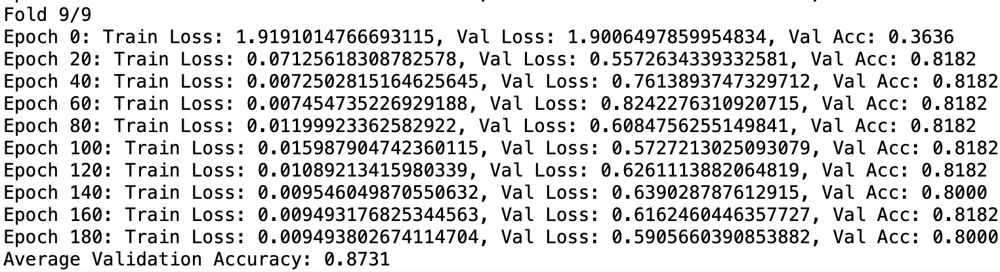 Fold 9/9
Epoch 0: Train Loss: 1.9191014766693115, Val Loss: 1.9006497859954834, Val Acc: 0.3636
Epoch 20: Train Loss: 0.07125618308782578, Val Loss: 0.5572634339332581, Val Acc: 0.8182
Epoch 40: Train Loss: 0.0072502815164625645, Val Loss: 0.7613893747329712, Val Acc: 0.8182
Epoch 60: Train Loss: 0.007454735226929188, Val Loss: 0.8242276310920715, Val Acc: 0.8182
Epoch 80: Train Loss: 0.01199923362582922, Val Loss: 0.6084756255149841, Val Acc: 0.8182
Epoch 100: Train Loss: 0.015987904742360115, Val Loss: 0.5727213025093079, Val Acc: 0.8182
Epoch 120: Train Loss: 0.01089213415980339, Val Loss: 0.6261113882064819, Val Acc: 0.8182
Epoch 140: Train Loss: 0.009546049870550632, Val Loss: 0.639028787612915, Val Acc: 0.8000
Epoch 160: Train Loss: 0.009493176825344563, Val Loss: 0.6162460446357727, Val Acc: 0.8182
Epoch 180: Train Loss: 0.009493802674114704, Val Loss: 0.5905660390853882, Val Acc: 0.8000
Average Validation Accuracy: 0.8731